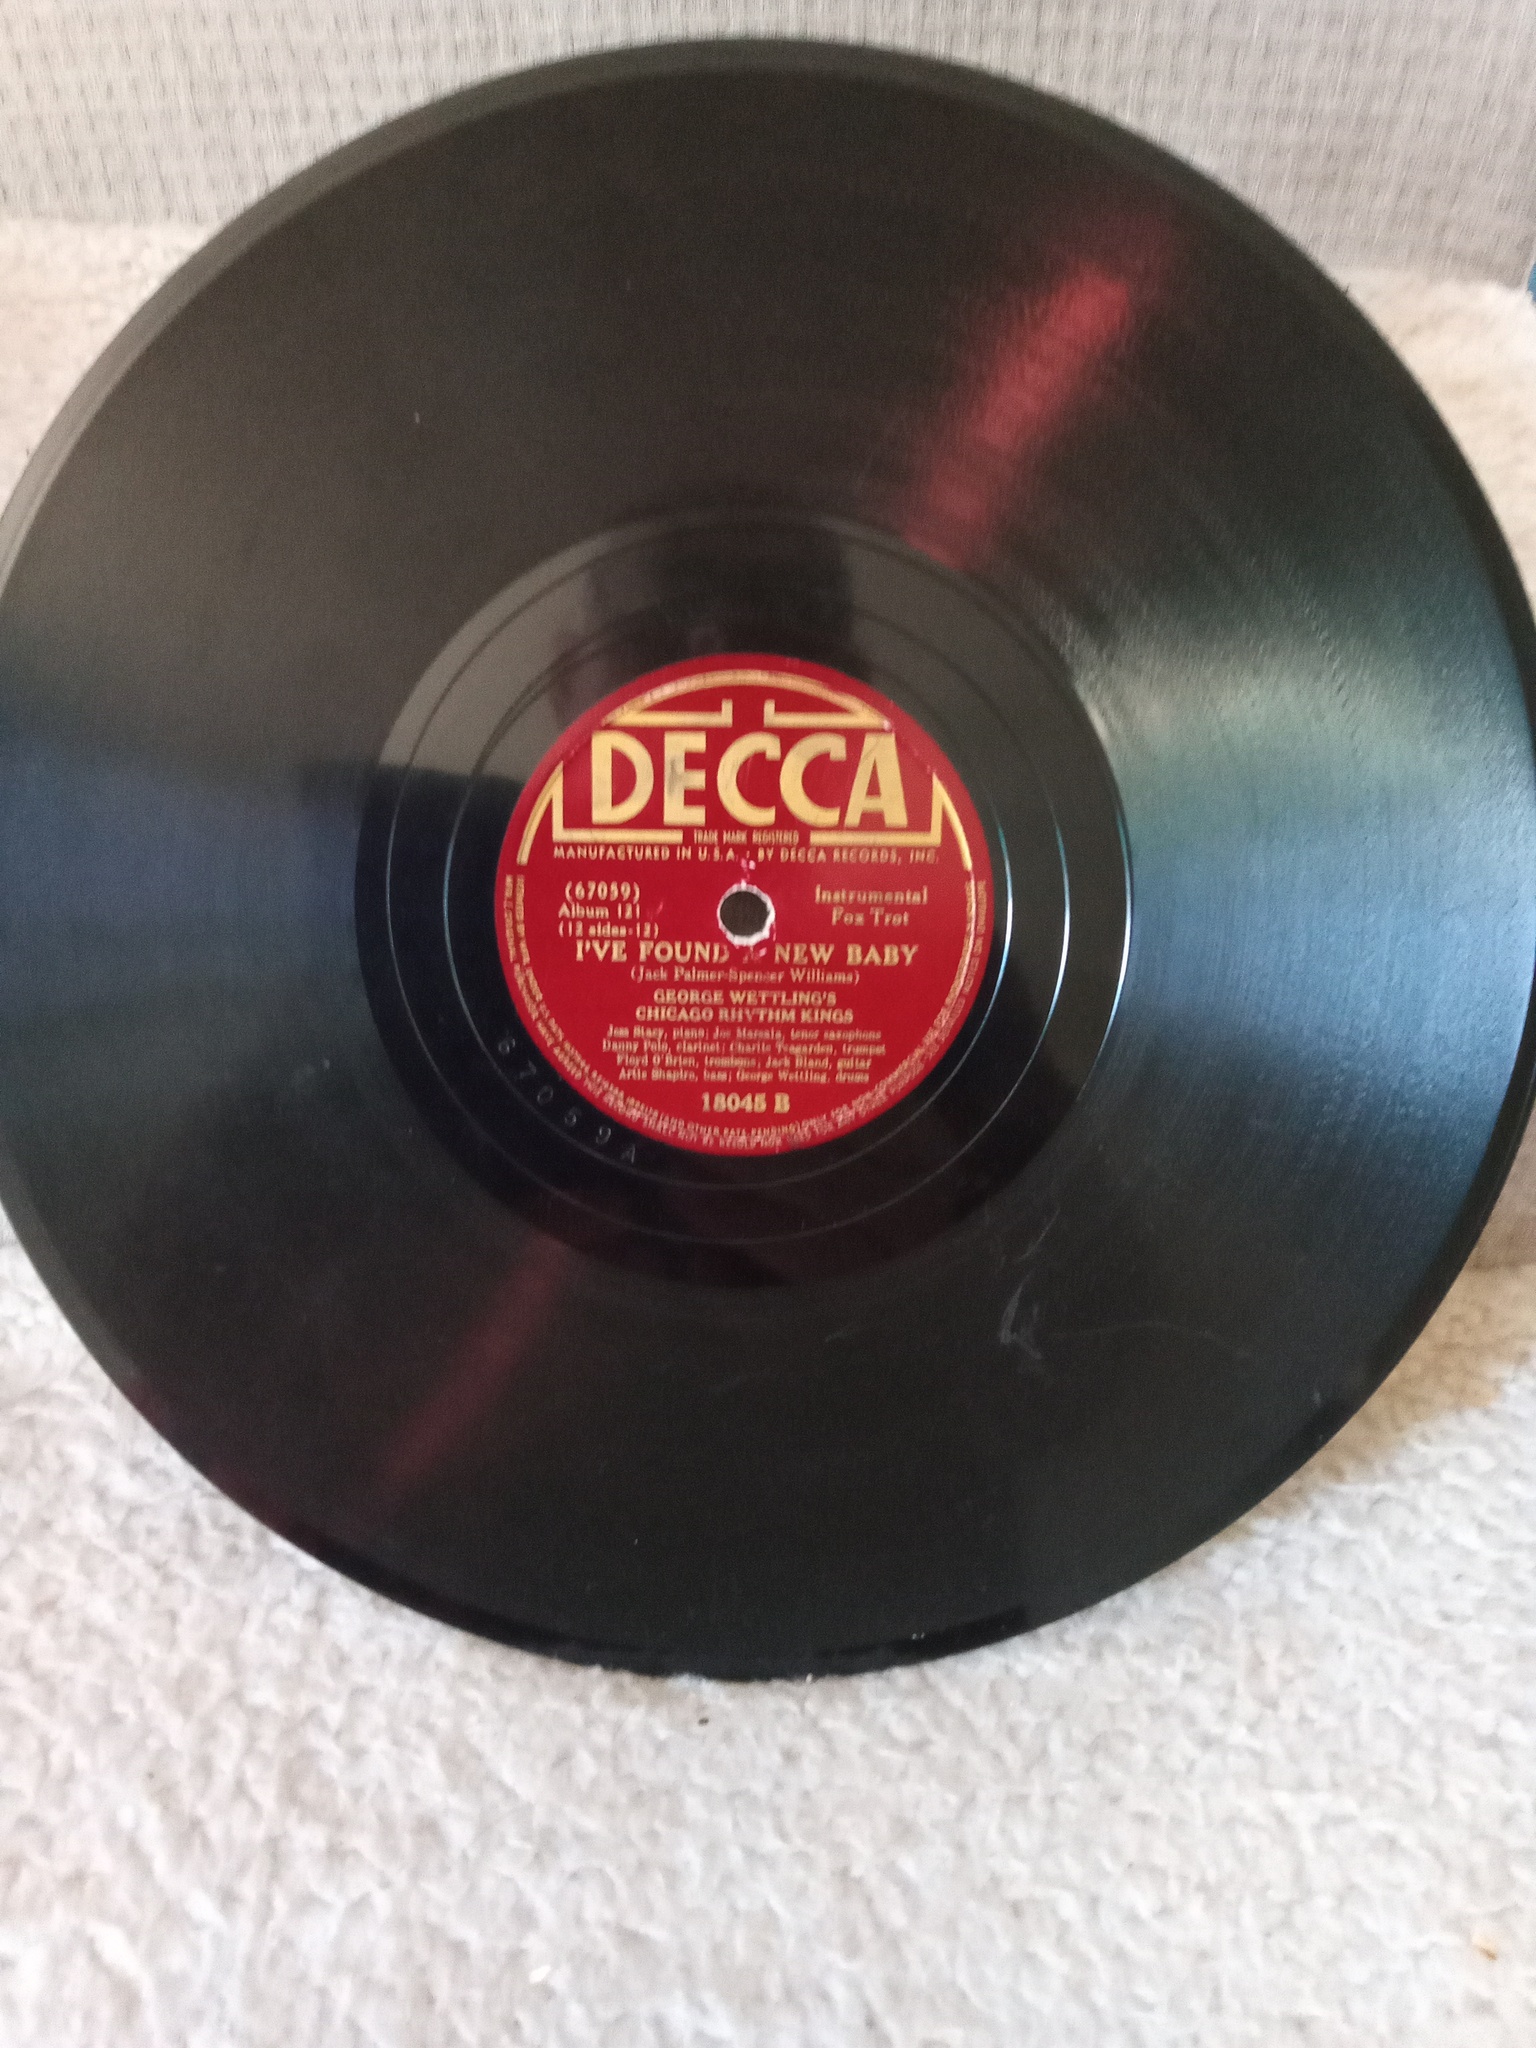 DECCA
TRADE MARK REGISTERED
MANUFACTURED IN U.S.A. · BY DECCA RECORDS, INC.
(67059)
Album 121
(12 sides-12)
Instrumental
Fox Trot
I'VE FOUND NEW BABY
(Jack Palmer-Spencer Williams)
GEORGE WETTLING'S
CHICAGO RHYTHM KINGS
Jess Stacy, piano; Joe Marsala, tenor saxophone
Danny Polo, clarinet; Charlie Teagarden, trumpet
Floyd O'Brien, trombone; Jack Bland, guitar
Artie Shapiro, bass; George Wettling, drums
18045 B
67059A